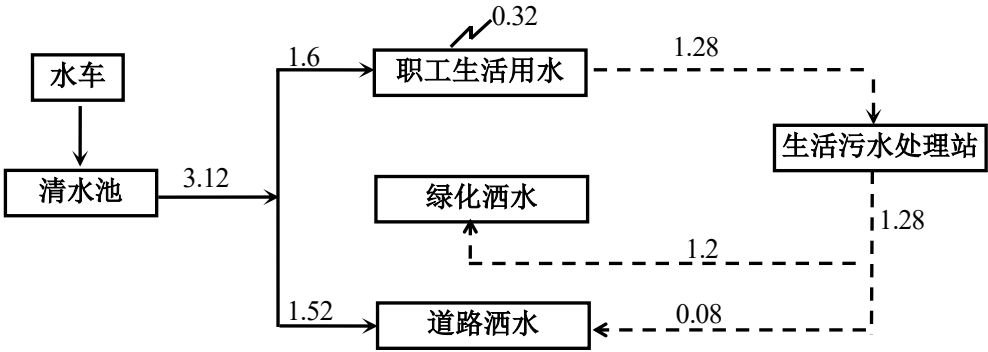 0.32
水车
1.6
职工生活用水
1.28
生活污水处理站
清水池
3.12
绿化洒水
1.28
1.2
1.52
道路洒水
0.08